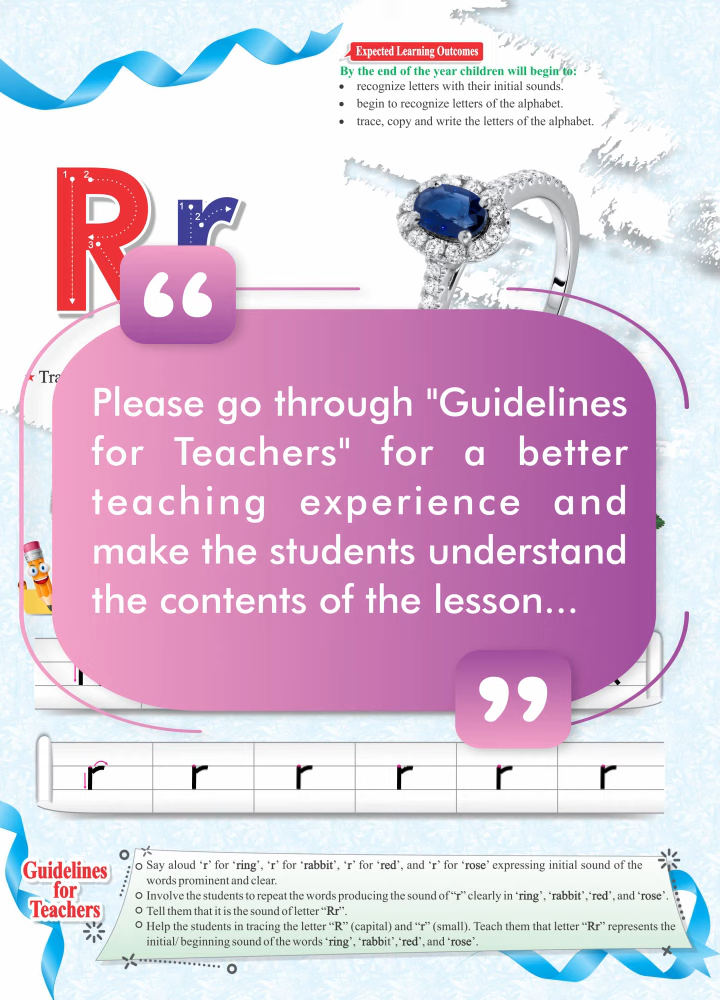 Expected Learning Outcomes
By the end of the year children will begin to:
• recognize letters with their initial sounds.
• begin to recognize letters of the alphabet.
• trace, copy and write the letters of the alphabet.
R r
1 2
3
1
2
“
Please go through "Guidelines
for Teachers" for a better
teaching experience and
make the students understand
the contents of the lesson...
”
r r r r r r
Guidelines
for
Teachers
Say aloud ‘r’ for ‘ring’, ‘r’ for ‘rabbit’, ‘r’ for ‘red’, and ‘r’ for ‘rose’ expressing initial sound of the
words prominent and clear.
Involve the students to repeat the words producing the sound of “r” clearly in ‘ring’, ‘rabbit’,‘red’, and ‘rose’.
Tell them that it is the sound of letter “Rr”.
Help the students in tracing the letter “R” (capital) and “r” (small). Teach them that letter “Rr” represents the
initial/ beginning sound of the words ‘ring’, ‘rabbit’,‘red’, and ‘rose’.